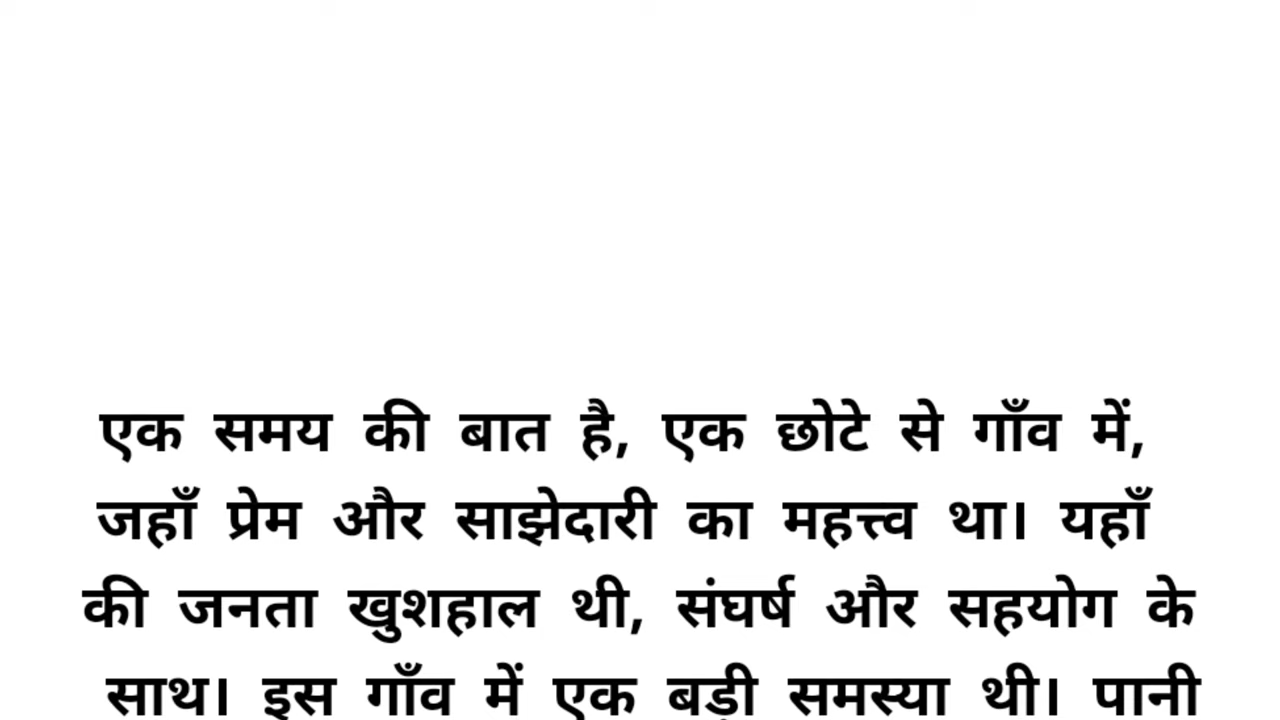 एक समय की बात है, एक छोटे से गाँव में,
जहाँ प्रेम और साझेदारी का महत्त्व था। यहाँ
की जनता खुशहाल थी, संघर्ष और सहयोग के
साथ। इस गाँव में एक बड़ी समस्या थी। पानी